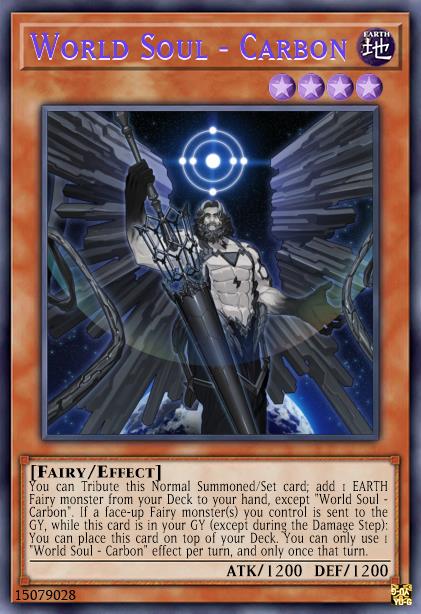 World Soul - Carbon
EARTH
地
[Fairy/Effect]
You can Tribute this Normal Summoned/Set card; add 1 EARTH
Fairy monster from your Deck to your hand, except "World Soul -
Carbon". If a face-up Fairy monster(s) you control is sent to the
GY, while this card is in your GY (except during the Damage Step):
You can place this card on top of your Deck. You can only use 1
"World Soul - Carbon" effect per turn, and only once that turn.
ATK/1200 DEF/1200
15079028